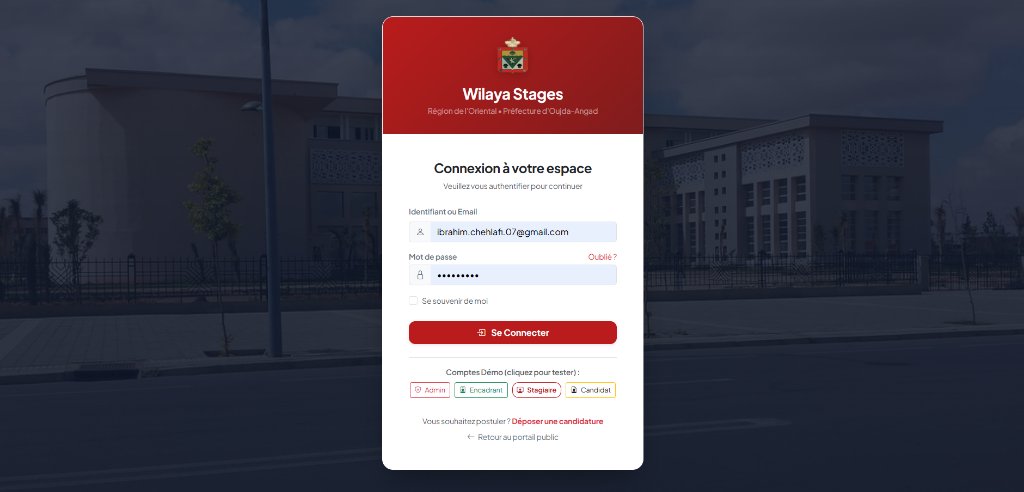 Wilaya Stages
Région de l'Oriental • Préfecture d'Oujda-Angad
Connexion à votre espace
Veuillez vous authentifier pour continuer
Identifiant ou Email
ibrahim.chehlafi.07@gmail.com
Mot de passe Oublié ?
•••••••••
Se souvenir de moi
Se Connecter
Comptes Démo (cliquez pour tester) :
Admin Encadrant Stagiaire Candidat
Vous souhaitez postuler ? Déposer une candidature
← Retour au portail public